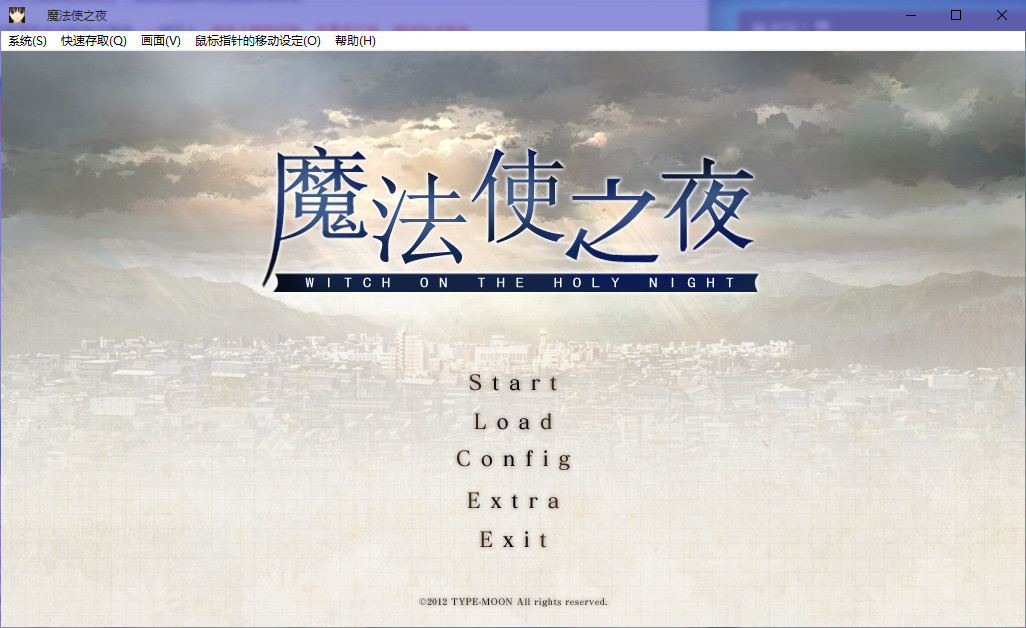 魔法使之夜
系统(S) 快速存取(Q) 画面(V) 鼠标指针的移动设定(O) 帮助(H)
魔法使之夜
WITCH ON THE HOLY NIGHT
Start
Load
Config
Extra
Exit
©2012 TYPE-MOON All rights reserved.